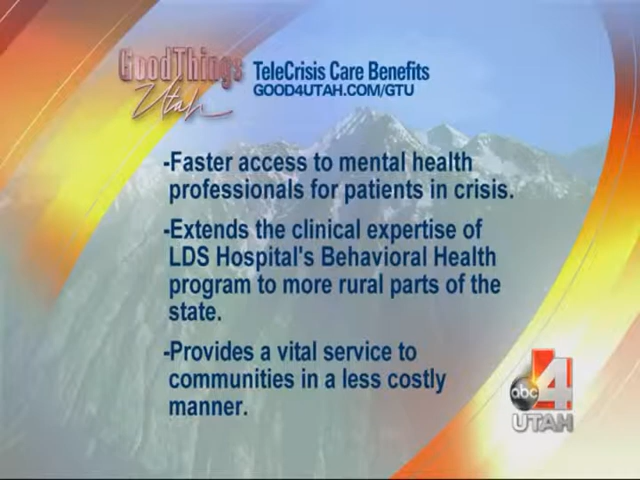 GoodThings
Utah
TeleCrisis Care Benefits
GOOD4UTAH.COM/GTU
-Faster access to mental health
professionals for patients in crisis.
-Extends the clinical expertise of
LDS Hospital's Behavioral Health
program to more rural parts of the
state.
-Provides a vital service to
communities in a less costly
manner.
abc 4
UTAH